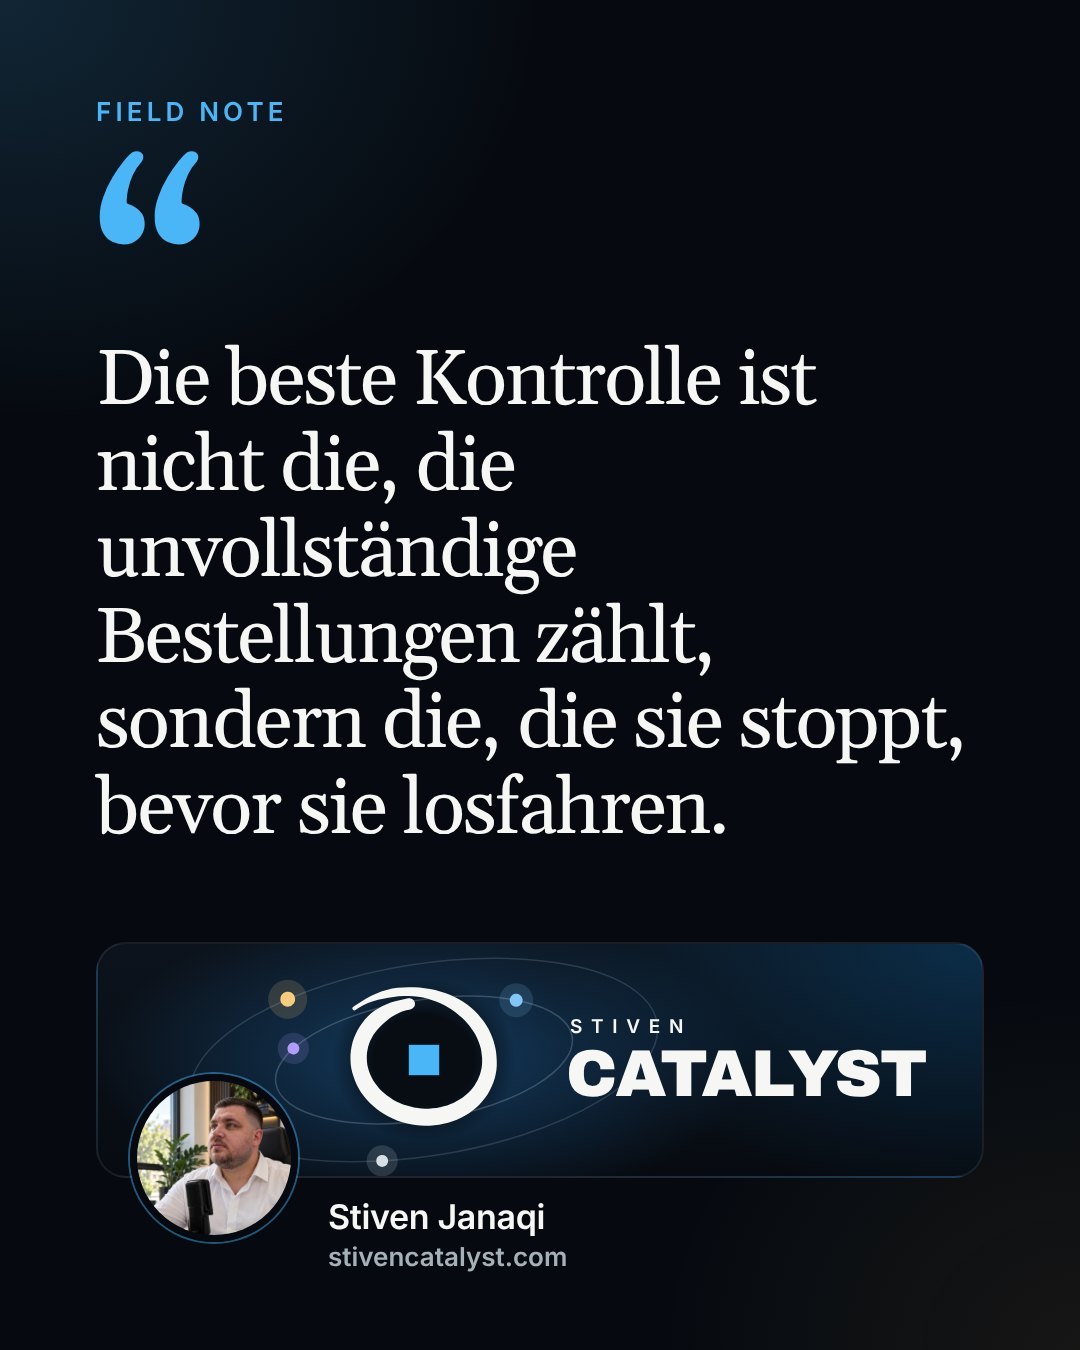 FIELD NOTE
“
Die beste Kontrolle ist
nicht die, die
unvollständige
Bestellungen zählt,
sondern die, die sie stoppt,
bevor sie losfahren.
STIVEN
CATALYST
Stiven Janaqi
stivencatalyst.com